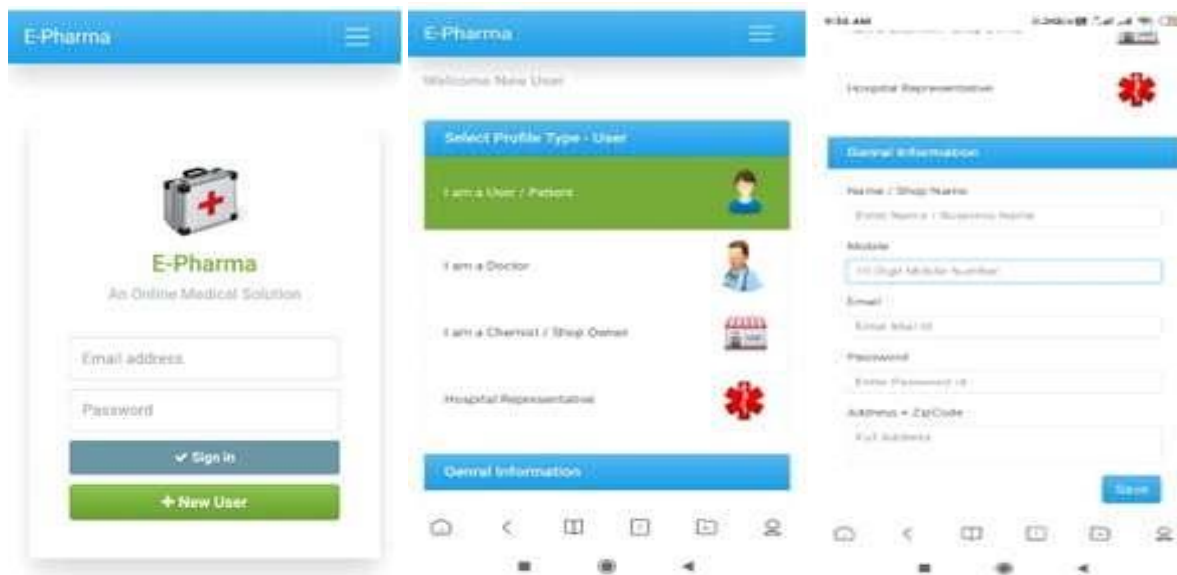 E-Pharma
E-Pharma
An Online Medical Solution
Email address
Password
Sign in
New User
E-Pharma
Welcome New User
Select Profile Type - User
I am a User / Patient
I am a Doctor
I am a Chemist / Shop Owner
Hospital Representative
Genral Information
Hospital Representative
Genral Information
Name / Shop Name
Enter Name / Business Name
Mobile
10 Digit Mobile Number
Email
Email
Password
Enter Password
Address + ZipCode
Full Address
Save